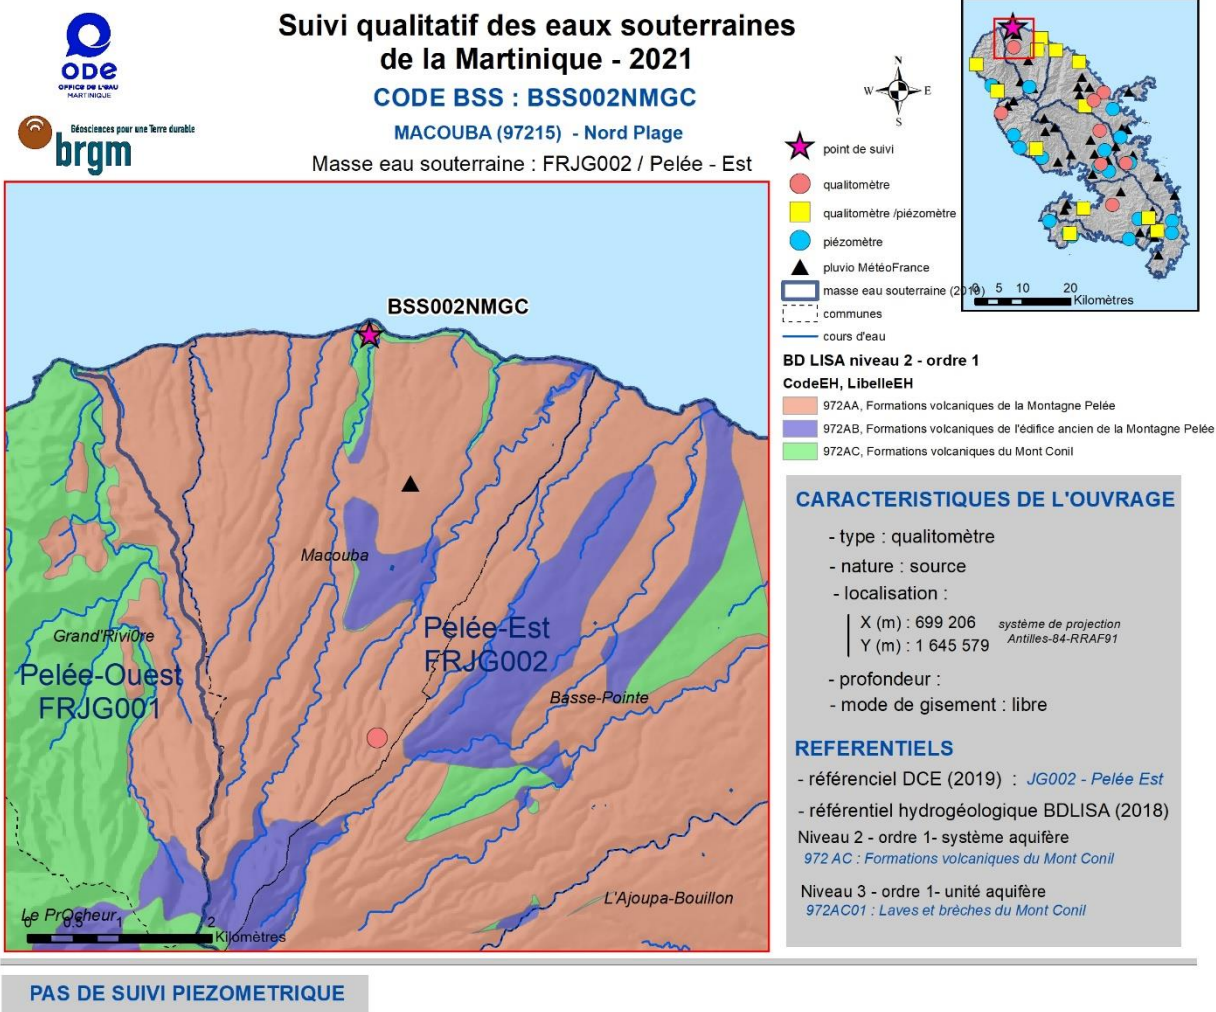 Suivi qualitatif des eaux souterraines
de la Martinique - 2021
CODE BSS : BSS002NMGC
MACOUBA (97215) - Nord Plage
Masse eau souterraine : FRJG002 / Pelée - Est
ODE
OFFICE DE L'EAU
MARTINIQUE
Géosciences pour une Terre durable
brgm
N
W
E
S
point de suivi
qualitomètre
qualitomètre /piézomètre
piézomètre
pluvio MétéoFrance
masse eau souterraine (2019)
communes
cours d'eau
0 5 10 20
Kilomètres
BD LISA niveau 2 - ordre 1
CodeEH, LibelleEH
972AA, Formations volcaniques de la Montagne Pelée
972AB, Formations volcaniques de l'édifice ancien de la Montagne Pelée
972AC, Formations volcaniques du Mont Conil
BSS002NMGC
Macouba
Grand'Rivi0re
Pelée-Est
FRJG002
Pelée-Ouest
FRJG001
Basse-Pointe
L'Ajoupa-Bouillon
Le PrOcheur
0 0.5 1 2
Kilomètres
CARACTERISTIQUES DE L'OUVRAGE
- type : qualitomètre
- nature : source
- localisation :
X (m) : 699 206
Y (m) : 1 645 579
système de projection
Antilles-84-RRAF91
- profondeur :
- mode de gisement : libre
REFERENTIELS
- référenciel DCE (2019) : JG002 - Pelée Est
- référentiel hydrogéologique BDLISA (2018)
Niveau 2 - ordre 1- système aquifère
972 AC : Formations volcaniques du Mont Conil
Niveau 3 - ordre 1- unité aquifère
972AC01 : Laves et brèches du Mont Conil
PAS DE SUIVI PIEZOMETRIQUE